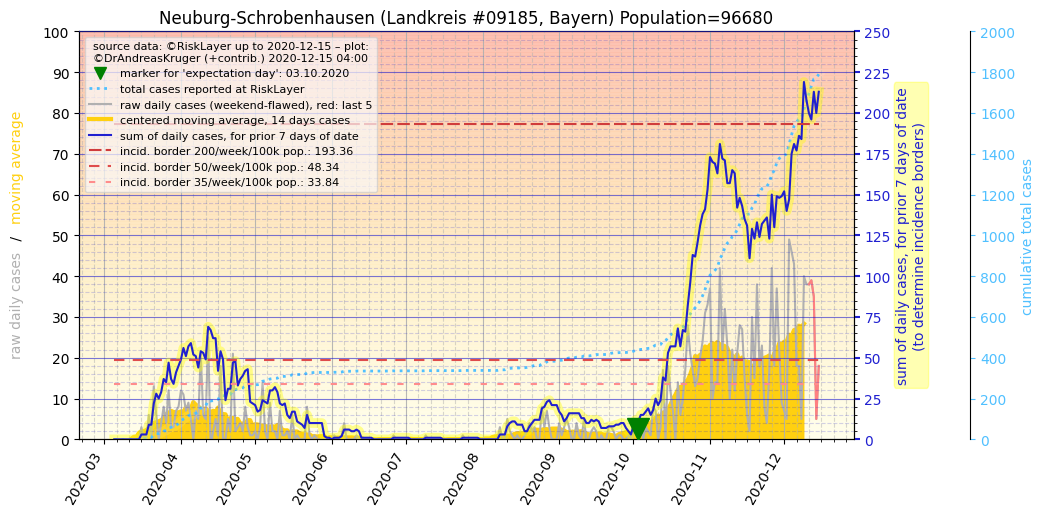 Neuburg-Schrobenhausen (Landkreis #09185, Bayern) Population=96680
source data: ©RiskLayer up to 2020-12-15 – plot:
©DrAndreasKruger (+contrib.) 2020-12-15 04:00
marker for 'expectation day': 03.10.2020
total cases reported at RiskLayer
raw daily cases (weekend-flawed), red: last 5
centered moving average, 14 days cases
sum of daily cases, for prior 7 days of date
incid. border 200/week/100k pop.: 193.36
incid. border 50/week/100k pop.: 48.34
incid. border 35/week/100k pop.: 33.84
raw daily cases / moving average
100
90
80
70
60
50
40
30
20
10
0
2020-03
2020-04
2020-05
2020-06
2020-07
2020-08
2020-09
2020-10
2020-11
2020-12
250
225
200
175
150
125
100
75
50
25
0
sum of daily cases, for prior 7 days of date
(to determine incidence borders)
2000
1800
1600
1400
1200
1000
800
600
400
200
0
cumulative total cases